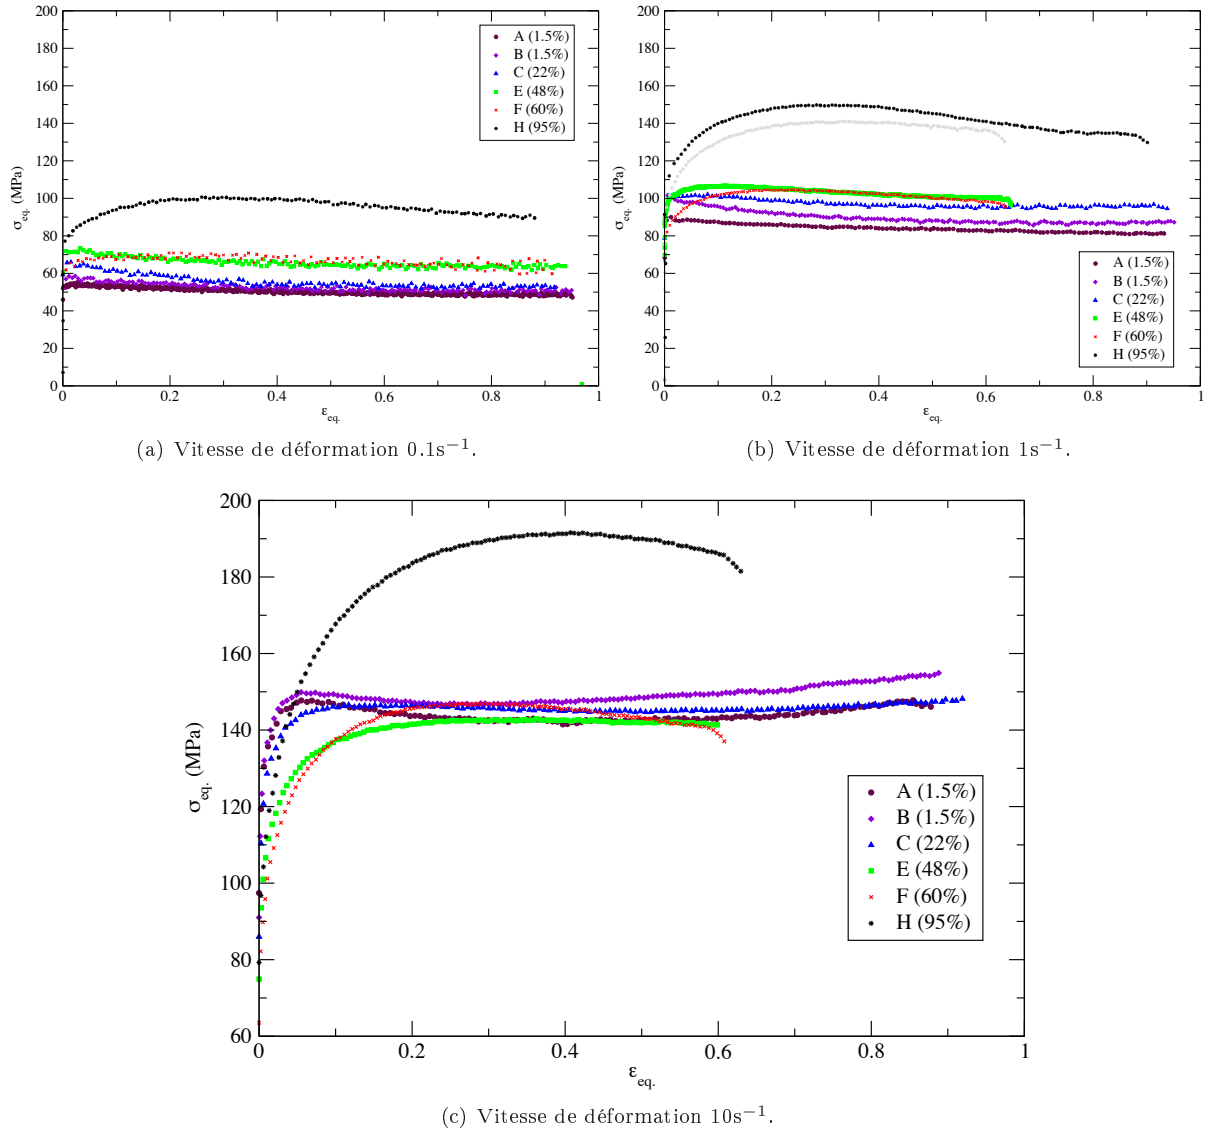 200
180
160
140
120
100
80
60
40
20
0
σeq. (MPa)
0
0.2
0.4
0.6
0.8
1
εeq.
A (1.5%)
B (1.5%)
C (22%)
E (48%)
F (60%)
H (95%)
(a) Vitesse de déformation 0.1s⁻¹.
200
180
160
140
120
100
80
60
40
20
0
σeq. (MPa)
0
0.2
0.4
0.6
0.8
1
εeq.
A (1.5%)
B (1.5%)
C (22%)
E (48%)
F (60%)
H (95%)
(b) Vitesse de déformation 1s⁻¹.
200
180
160
140
120
100
80
60
σeq. (MPa)
0
0.2
0.4
0.6
0.8
1
εeq.
A (1.5%)
B (1.5%)
C (22%)
E (48%)
F (60%)
H (95%)
(c) Vitesse de déformation 10s⁻¹.